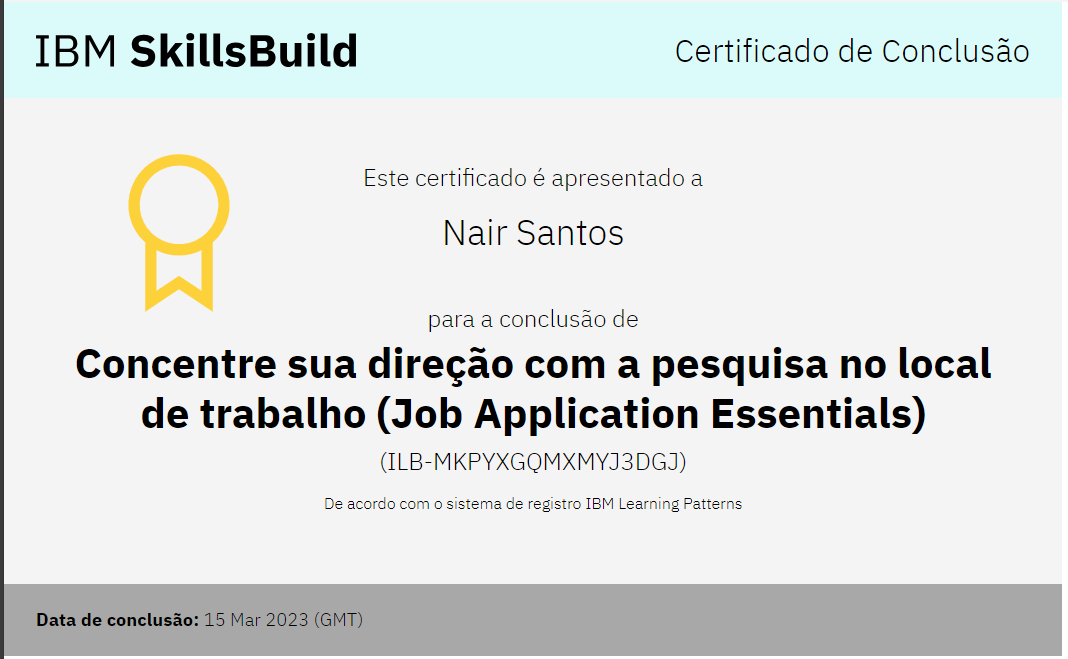 IBM SkillsBuild
Certificado de Conclusão
Este certificado é apresentado a
Nair Santos
para a conclusão de
Concentre sua direção com a pesquisa no local
de trabalho (Job Application Essentials)
(ILB-MKPYXGQMXMYJ3DGJ)
De acordo com o sistema de registro IBM Learning Patterns
Data de conclusão: 15 Mar 2023 (GMT)